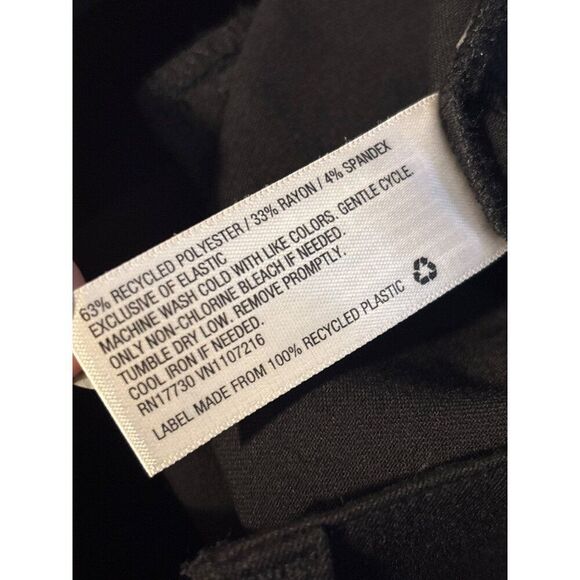 63% RECYCLED POLYESTER / 33% RAYON / 4% SPANDEX
EXCLUSIVE OF ELASTIC
MACHINE WASH COLD WITH LIKE COLORS. GENTLE CYCLE.
ONLY NON-CHLORINE BLEACH IF NEEDED.
TUMBLE DRY LOW. REMOVE PROMPTLY.
COOL IRON IF NEEDED.
RN17730 VN1107216
LABEL MADE FROM 100% RECYCLED PLASTIC